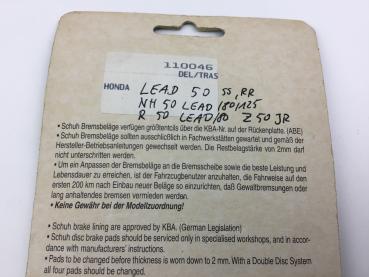 110046
DEL/TRAS
HONDA LEAD 50 SS, RR
NH 50 LEAD /80/125
R 50 LEAD/80 Z 50 JR
• Schuh Bremsbeläge verfügen größtenteils über die KBA-Nr. auf der Rückenplatte. (ABE)
• Schuh Bremsbeläge sollten ausschließlich in Fachwerkstätten gewartet und gemäß der
Hersteller-Betriebsanleitungen gewechselt werden. Die Restbelagstärke von 2mm darf
nicht unterschritten werden.
• Um ein Anpassen der Bremsbeläge an die Bremsscheibe sowie die beste Leistung und
Lebensdauer zu erreichen, ist der Fahrzeugbenutzer anzuhalten, die Fahrweise auf den
ersten 200 km nach Einbau neuer Beläge so einzurichten, daß Gewaltbremsungen oder
lang anhaltendes bremsen vermieden werden.
• Keine Gewähr bei der Modellzuordnung!
• Schuh brake lining are approved by KBA. (German Legislation)
• Schuh disc brake pads should be serviced only in specialised workshops, and in accor-
dance with manufacturers' instructions.
• Pads to be changed before thickness is worn down to 2 mm. With a Double Disc System
all four pads should be changed.